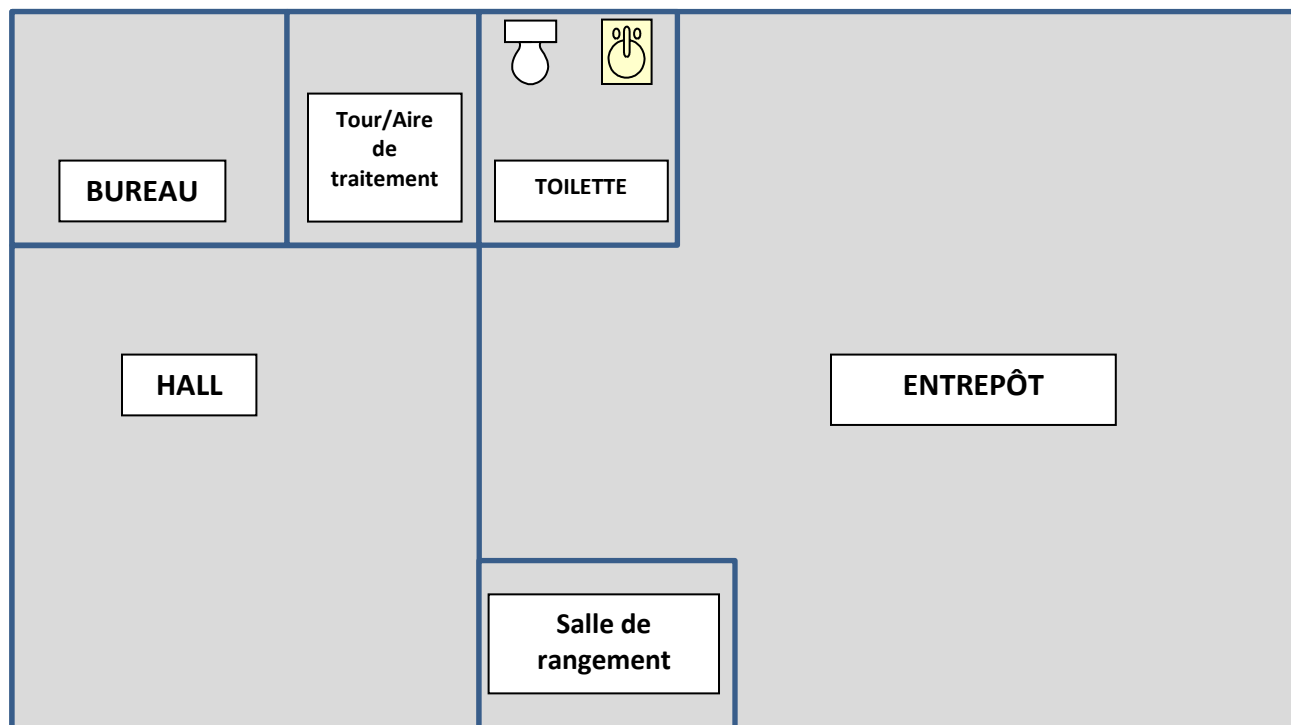 Tour/Aire
de
traitement
BUREAU
TOILETTE
HALL
ENTREPÔT
Salle de
rangement